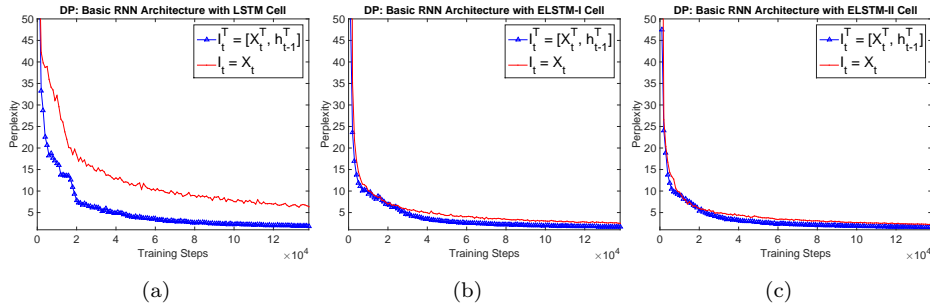 DP: Basic RNN Architecture with LSTM Cell
I_t^T = [X_t^T, h_{t-1}^T]
I_t = X_t
Perplexity
50
45
40
35
30
25
20
15
10
5
0 2 4 6 8 10 12
Training Steps
×10^4
(a)
DP: Basic RNN Architecture with ELSTM-I Cell
I_t^T = [X_t^T, h_{t-1}^T]
I_t = X_t
Perplexity
50
45
40
35
30
25
20
15
10
5
0 2 4 6 8 10 12
Training Steps
×10^4
(b)
DP: Basic RNN Architecture with ELSTM-II Cell
I_t^T = [X_t^T, h_{t-1}^T]
I_t = X_t
Perplexity
50
45
40
35
30
25
20
15
10
5
0 2 4 6 8 10 12
Training Steps
×10^4
(c)